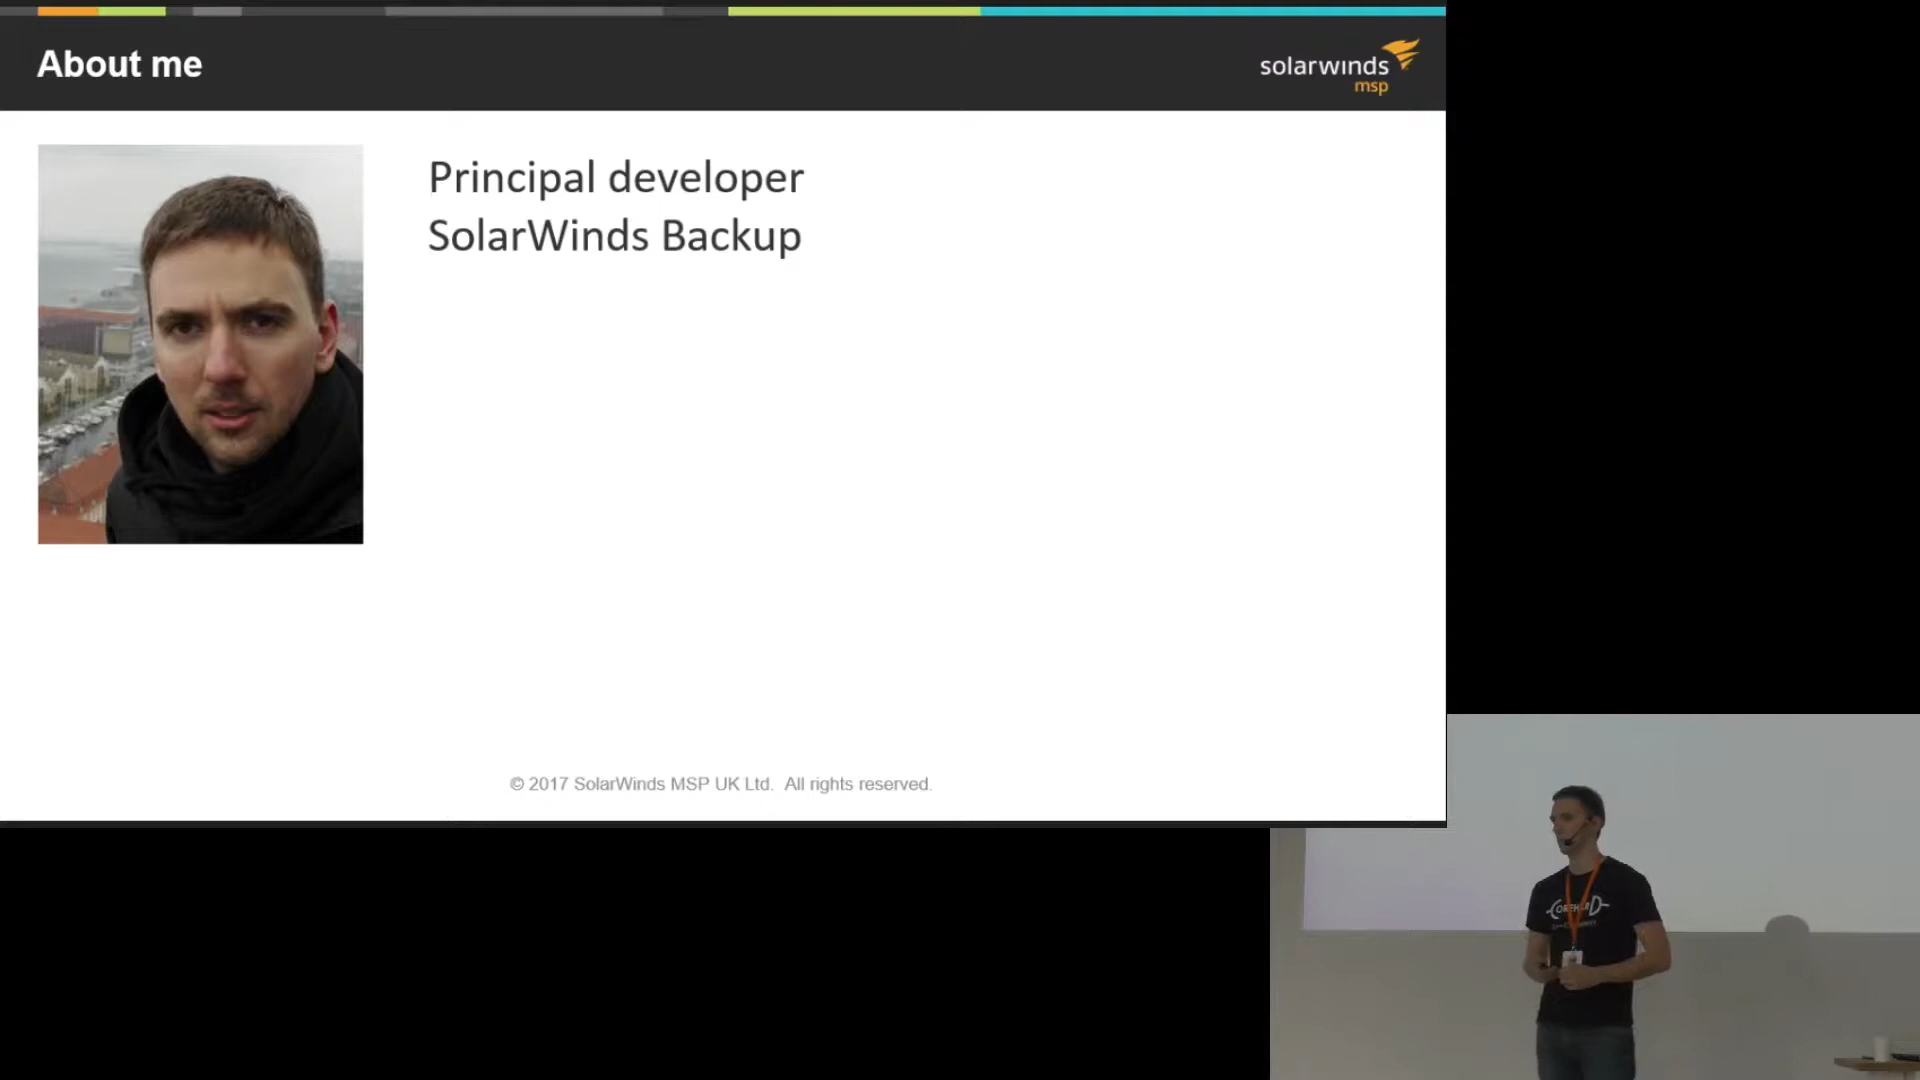 About me
solarwinds
msp
Principal developer
SolarWinds Backup
© 2017 SolarWinds MSP UK Ltd. All rights reserved.